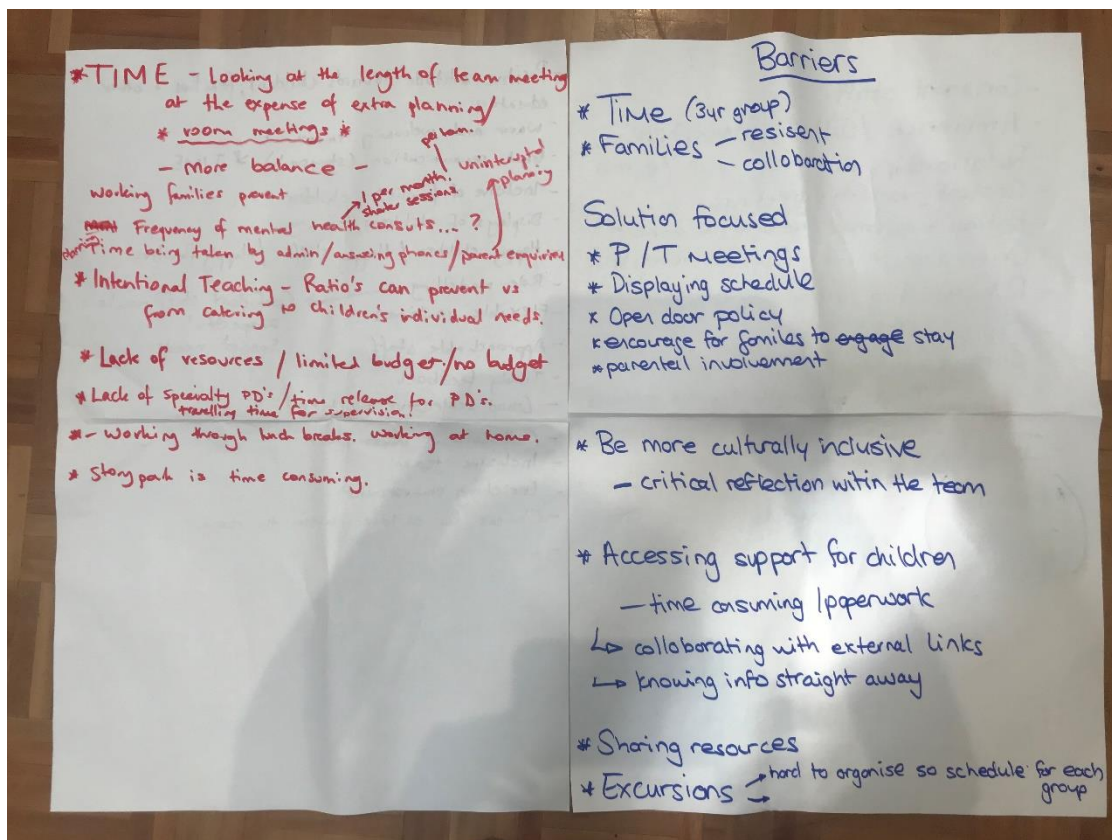 *TIME - Looking at the length of team meeting
at the expense of extra planning/
* room meetings *
- more balance -
uninterupted
planning
working families prevent
1 per month.
shorter sessions
Frequency of mental health consuts... ?
Time being taken by admin/answering phones/parent enquiries
* Intentional Teaching - Ratio's can prevent us
from catering to children's individual needs.
* Lack of resources / limited budget/no budget
* Lack of Specialty PD's / time release for PD's.
travelling time for supervision!
*- Working through lunch breaks. working at home.
* Story park is time consuming.
Barriers
* Time (3yr group)
* Families - resisent
- collaboration
Solution focused
* P/T Meetings
* Displaying schedule
* Open door policy
* encourage for familes to engage stay
* parentell involvement
* Be more culturally inclusive
- critical reflection witin the team
* Accessing support for children
- time consuming /paperwork
↳ collaborating with external links
↳ knowing info straight away
* Sharing resources
* Excursions → hard to organise so schedule for each
group
→